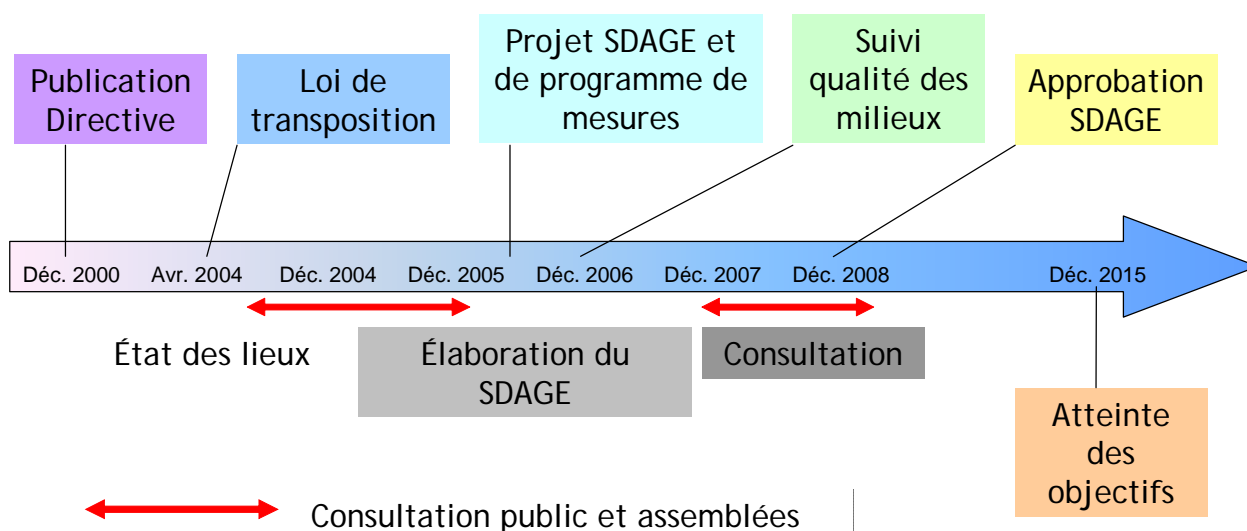 Publication
Directive
Loi de
transposition
Projet SDAGE et
de programme de
mesures
Suivi
qualité des
milieux
Approbation
SDAGE
Déc. 2000
Avr. 2004
Déc. 2004
Déc. 2005
Déc. 2006
Déc. 2007
Déc. 2008
Déc. 2015
État des lieux
Élaboration du
SDAGE
Consultation
Atteinte
des
objectifs
Consultation public et assemblées